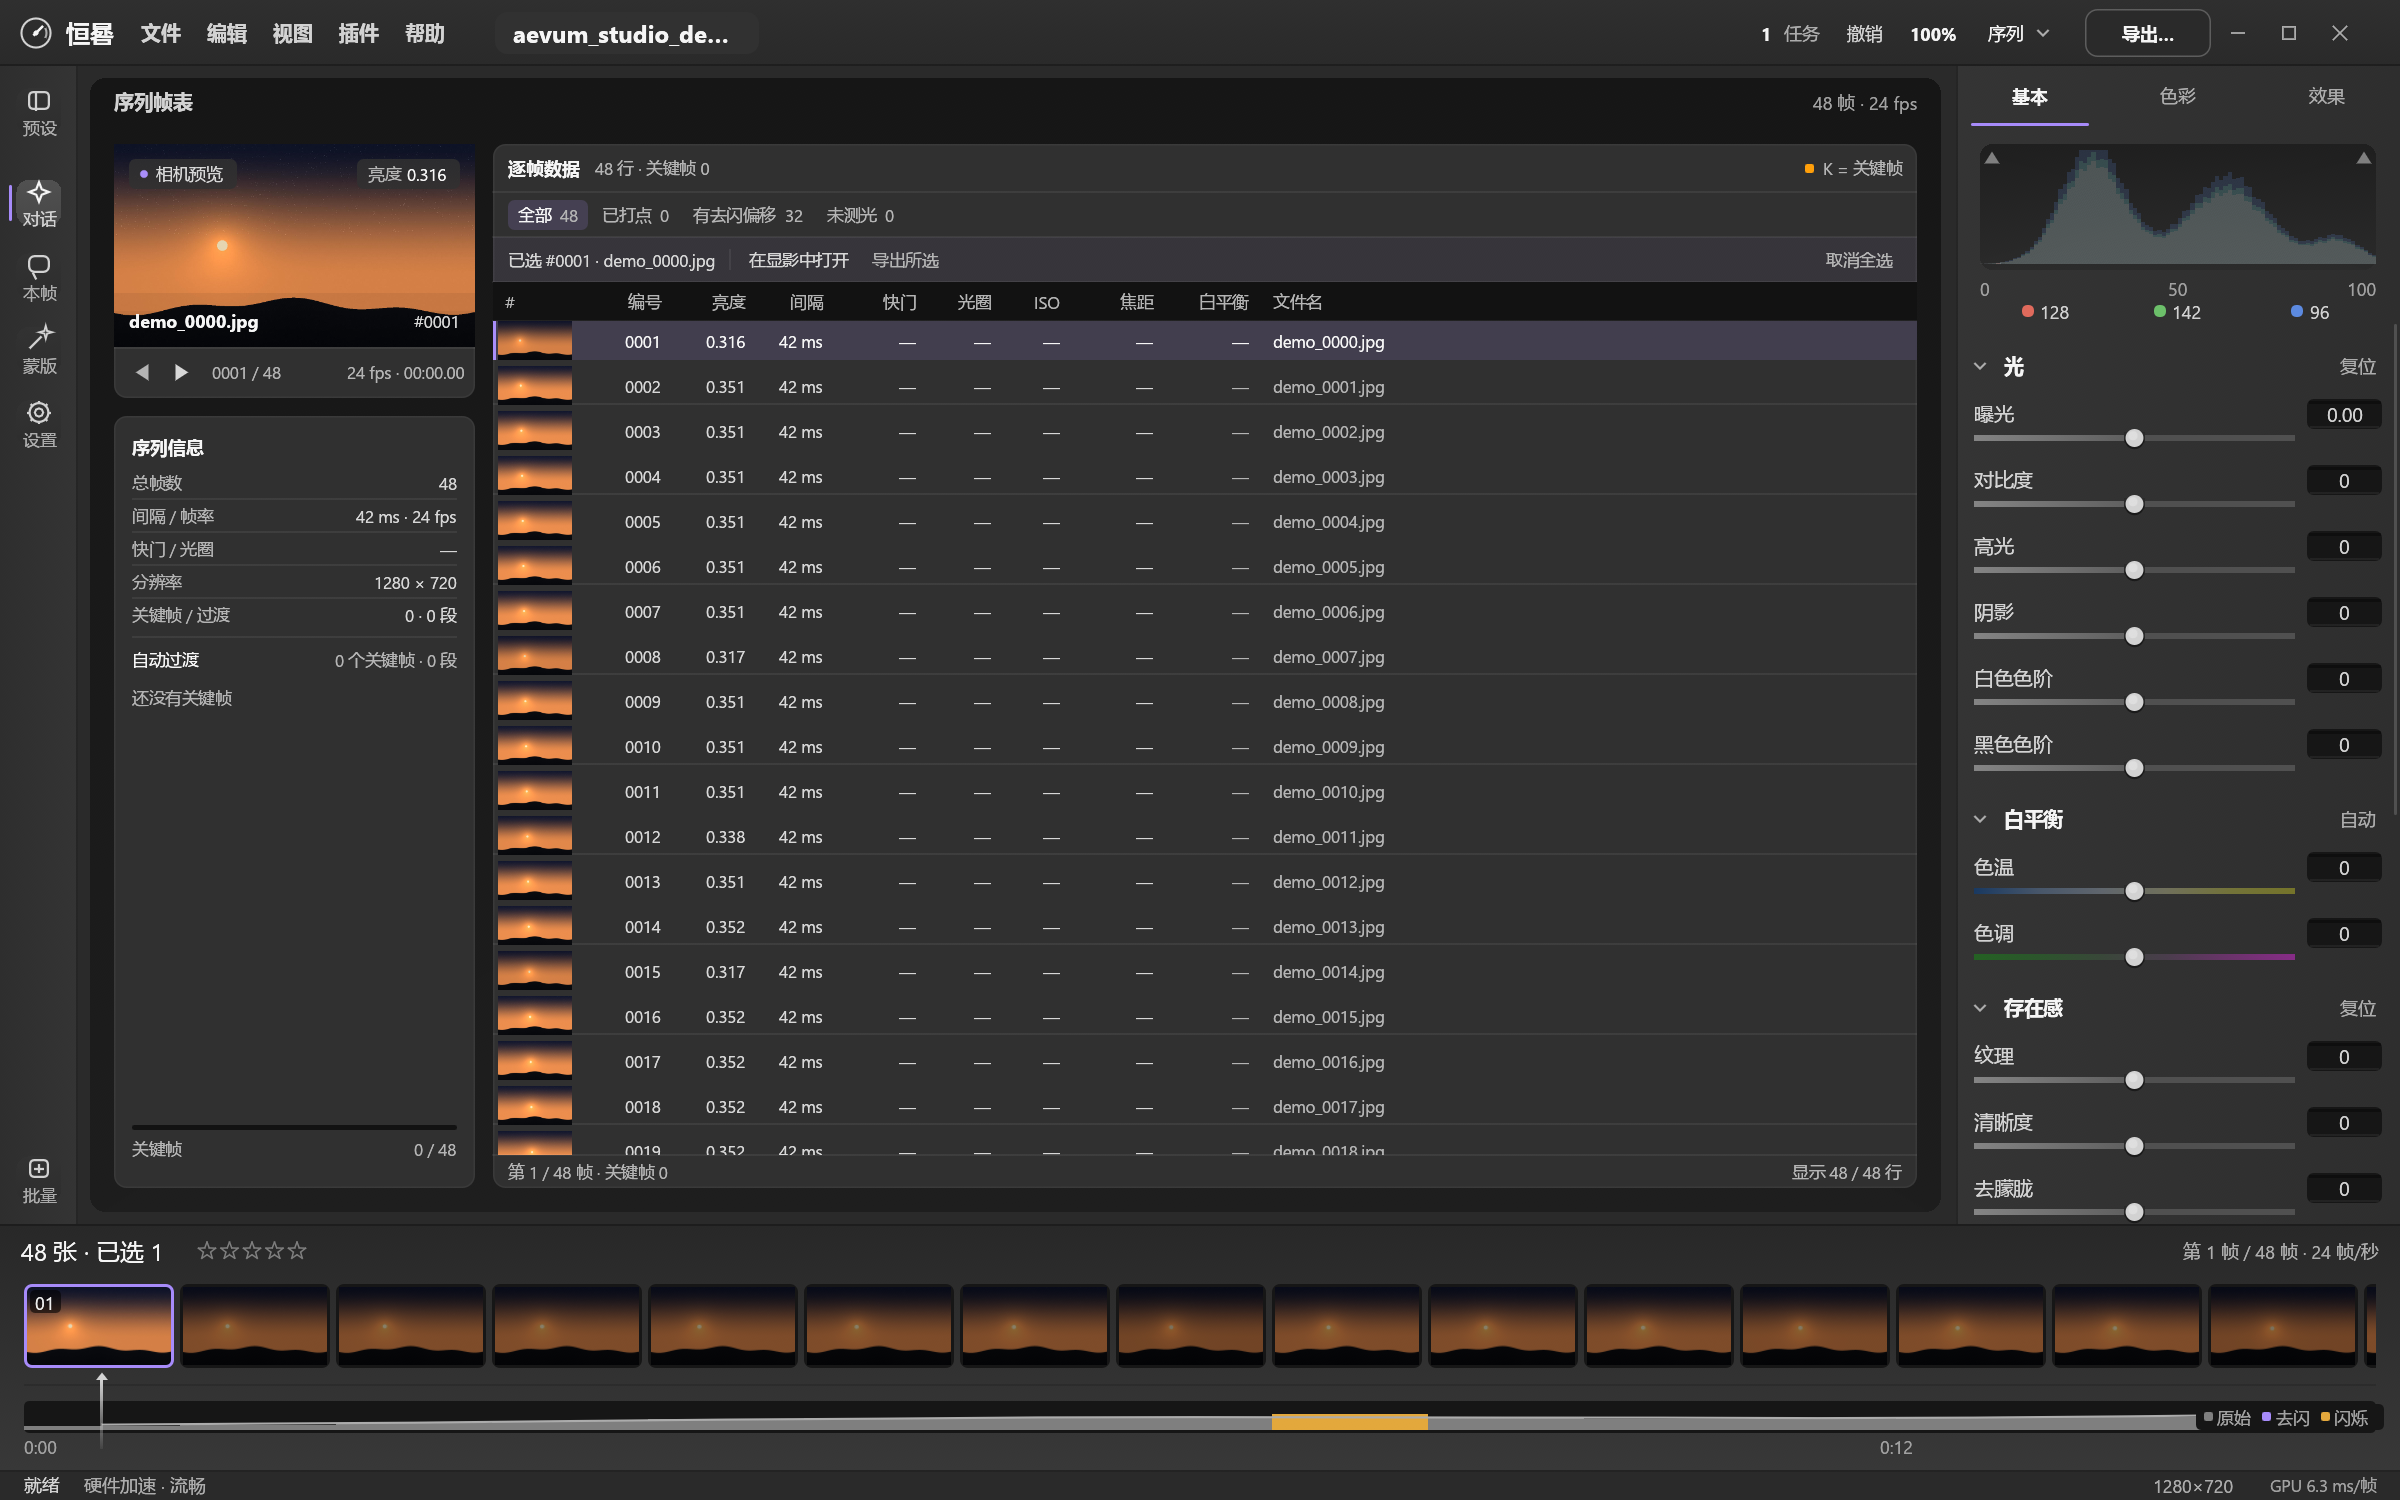 恒晷 文件 编辑 视图 插件 帮助 aevum_studio_de... 1 任务 撤销 100% 序列 导出...
预设
对话
本帧
蒙版
设置
批量
序列帧表 48 帧 · 24 fps
相机预览 亮度 0.316
demo_0000.jpg #0001
0001 / 48 24 fps · 00:00.00
序列信息
总帧数 48
间隔 / 帧率 42 ms · 24 fps
快门 / 光圈 —
分辨率 1280 × 720
关键帧 / 过渡 0 · 0 段
自动过渡 0 个关键帧 · 0 段
还没有关键帧
关键帧 0 / 48
逐帧数据 48 行 · 关键帧 0 K = 关键帧
全部 48 已打点 0 有去闪偏移 32 未测光 0
已选 #0001 · demo_0000.jpg 在显影中打开 导出所选 取消全选
# 编号 亮度 间隔 快门 光圈 ISO 焦距 白平衡 文件名
0001 0.316 42 ms — — — — — demo_0000.jpg
0002 0.351 42 ms — — — — — demo_0001.jpg
0003 0.351 42 ms — — — — — demo_0002.jpg
0004 0.351 42 ms — — — — — demo_0003.jpg
0005 0.351 42 ms — — — — — demo_0004.jpg
0006 0.351 42 ms — — — — — demo_0005.jpg
0007 0.351 42 ms — — — — — demo_0006.jpg
0008 0.317 42 ms — — — — — demo_0007.jpg
0009 0.351 42 ms — — — — — demo_0008.jpg
0010 0.351 42 ms — — — — — demo_0009.jpg
0011 0.351 42 ms — — — — — demo_0010.jpg
0012 0.338 42 ms — — — — — demo_0011.jpg
0013 0.351 42 ms — — — — — demo_0012.jpg
0014 0.352 42 ms — — — — — demo_0013.jpg
0015 0.317 42 ms — — — — — demo_0014.jpg
0016 0.352 42 ms — — — — — demo_0015.jpg
0017 0.352 42 ms — — — — — demo_0016.jpg
0018 0.352 42 ms — — — — — demo_0017.jpg
0019 0.352 42 ms — — — — — demo_0018.jpg
第 1 / 48 帧 · 关键帧 0 显示 48 / 48 行
基本 色彩 效果
0 50 100
128 142 96
光 复位
曝光 0.00
对比度 0
高光 0
阴影 0
白色色阶 0
黑色色阶 0
白平衡 自动
色温 0
色调 0
存在感 复位
纹理 0
清晰度 0
去朦胧 0
48 张 · 已选 1 ☆☆☆☆☆ 第 1 帧 / 48 帧 · 24 帧/秒
01
原始 去闪 闪烁
0:00 0:12
就绪 硬件加速 · 流畅 1280×720 GPU 6.3 ms/帧